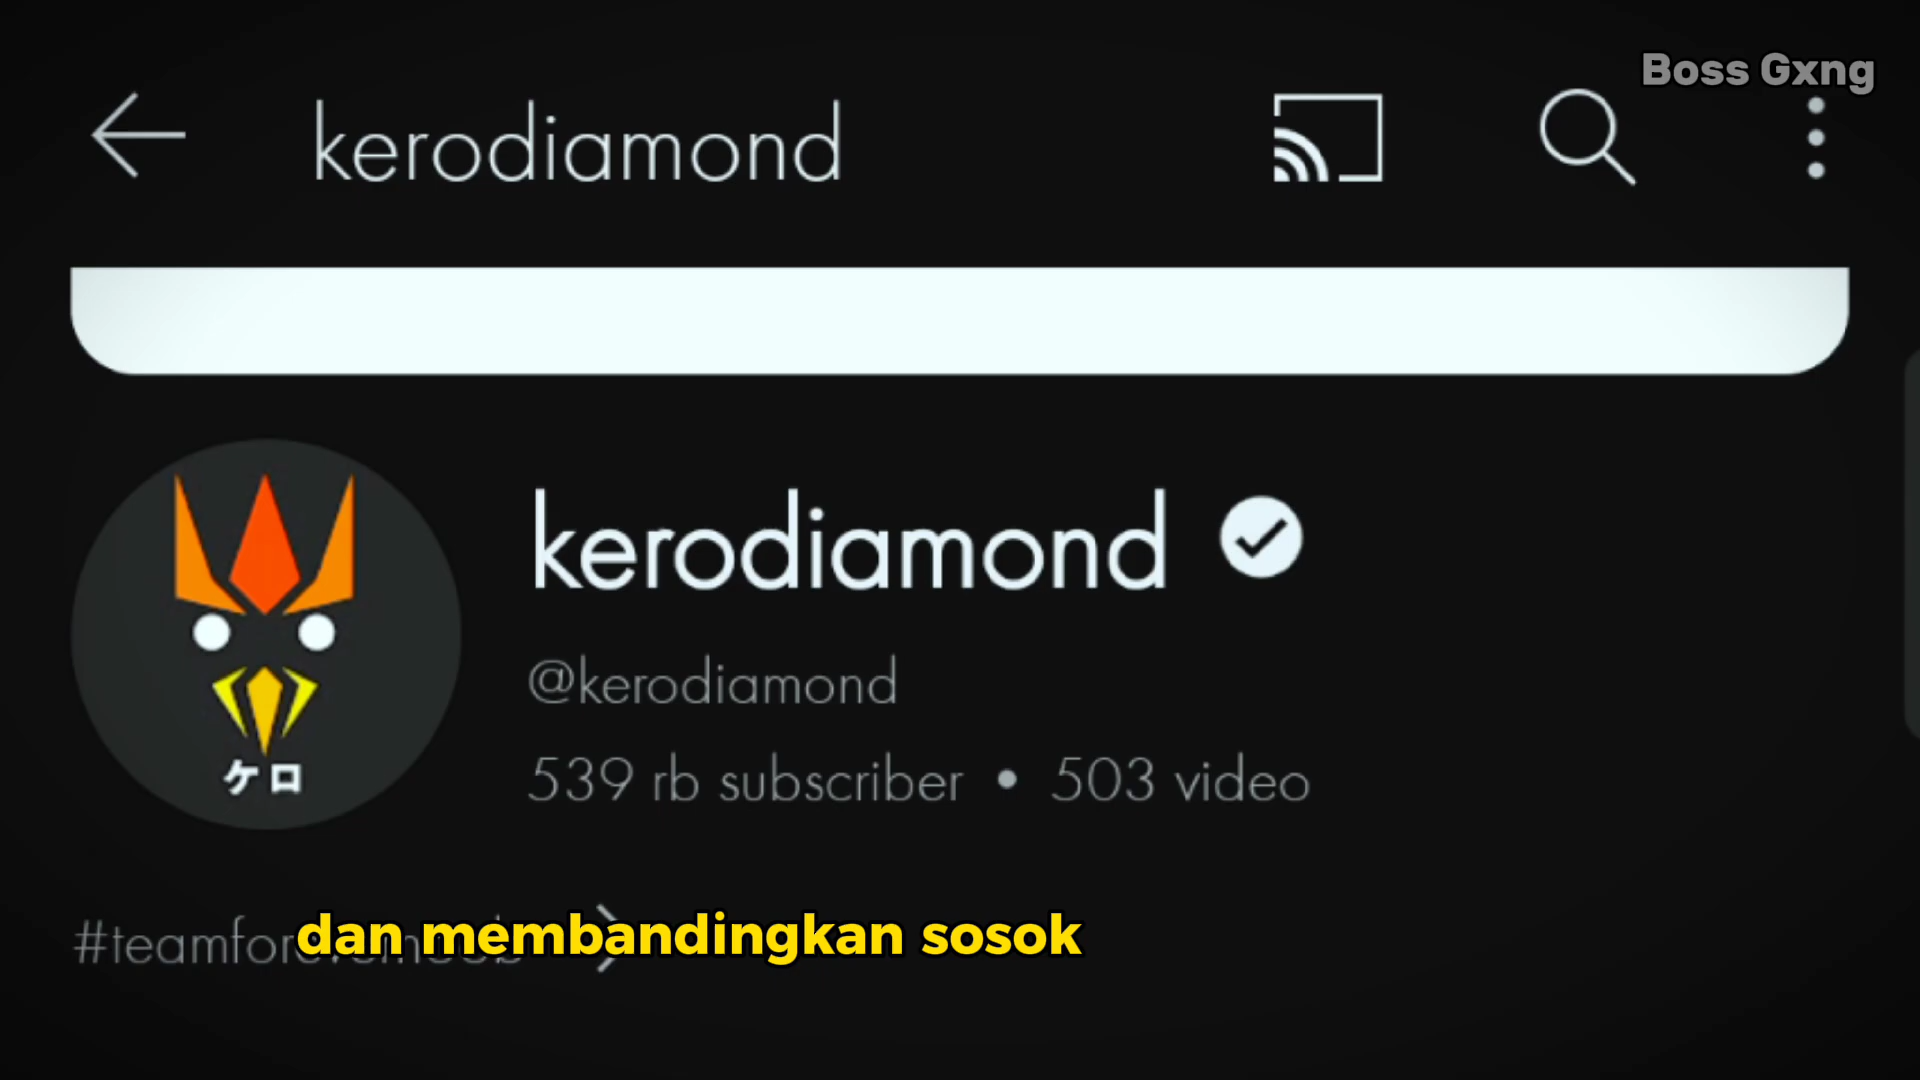 Boss Gxng
kerodiamond
kerodiamond
@kerodiamond
539 rb subscriber • 503 video
ケロ
dan membandingkan sosok